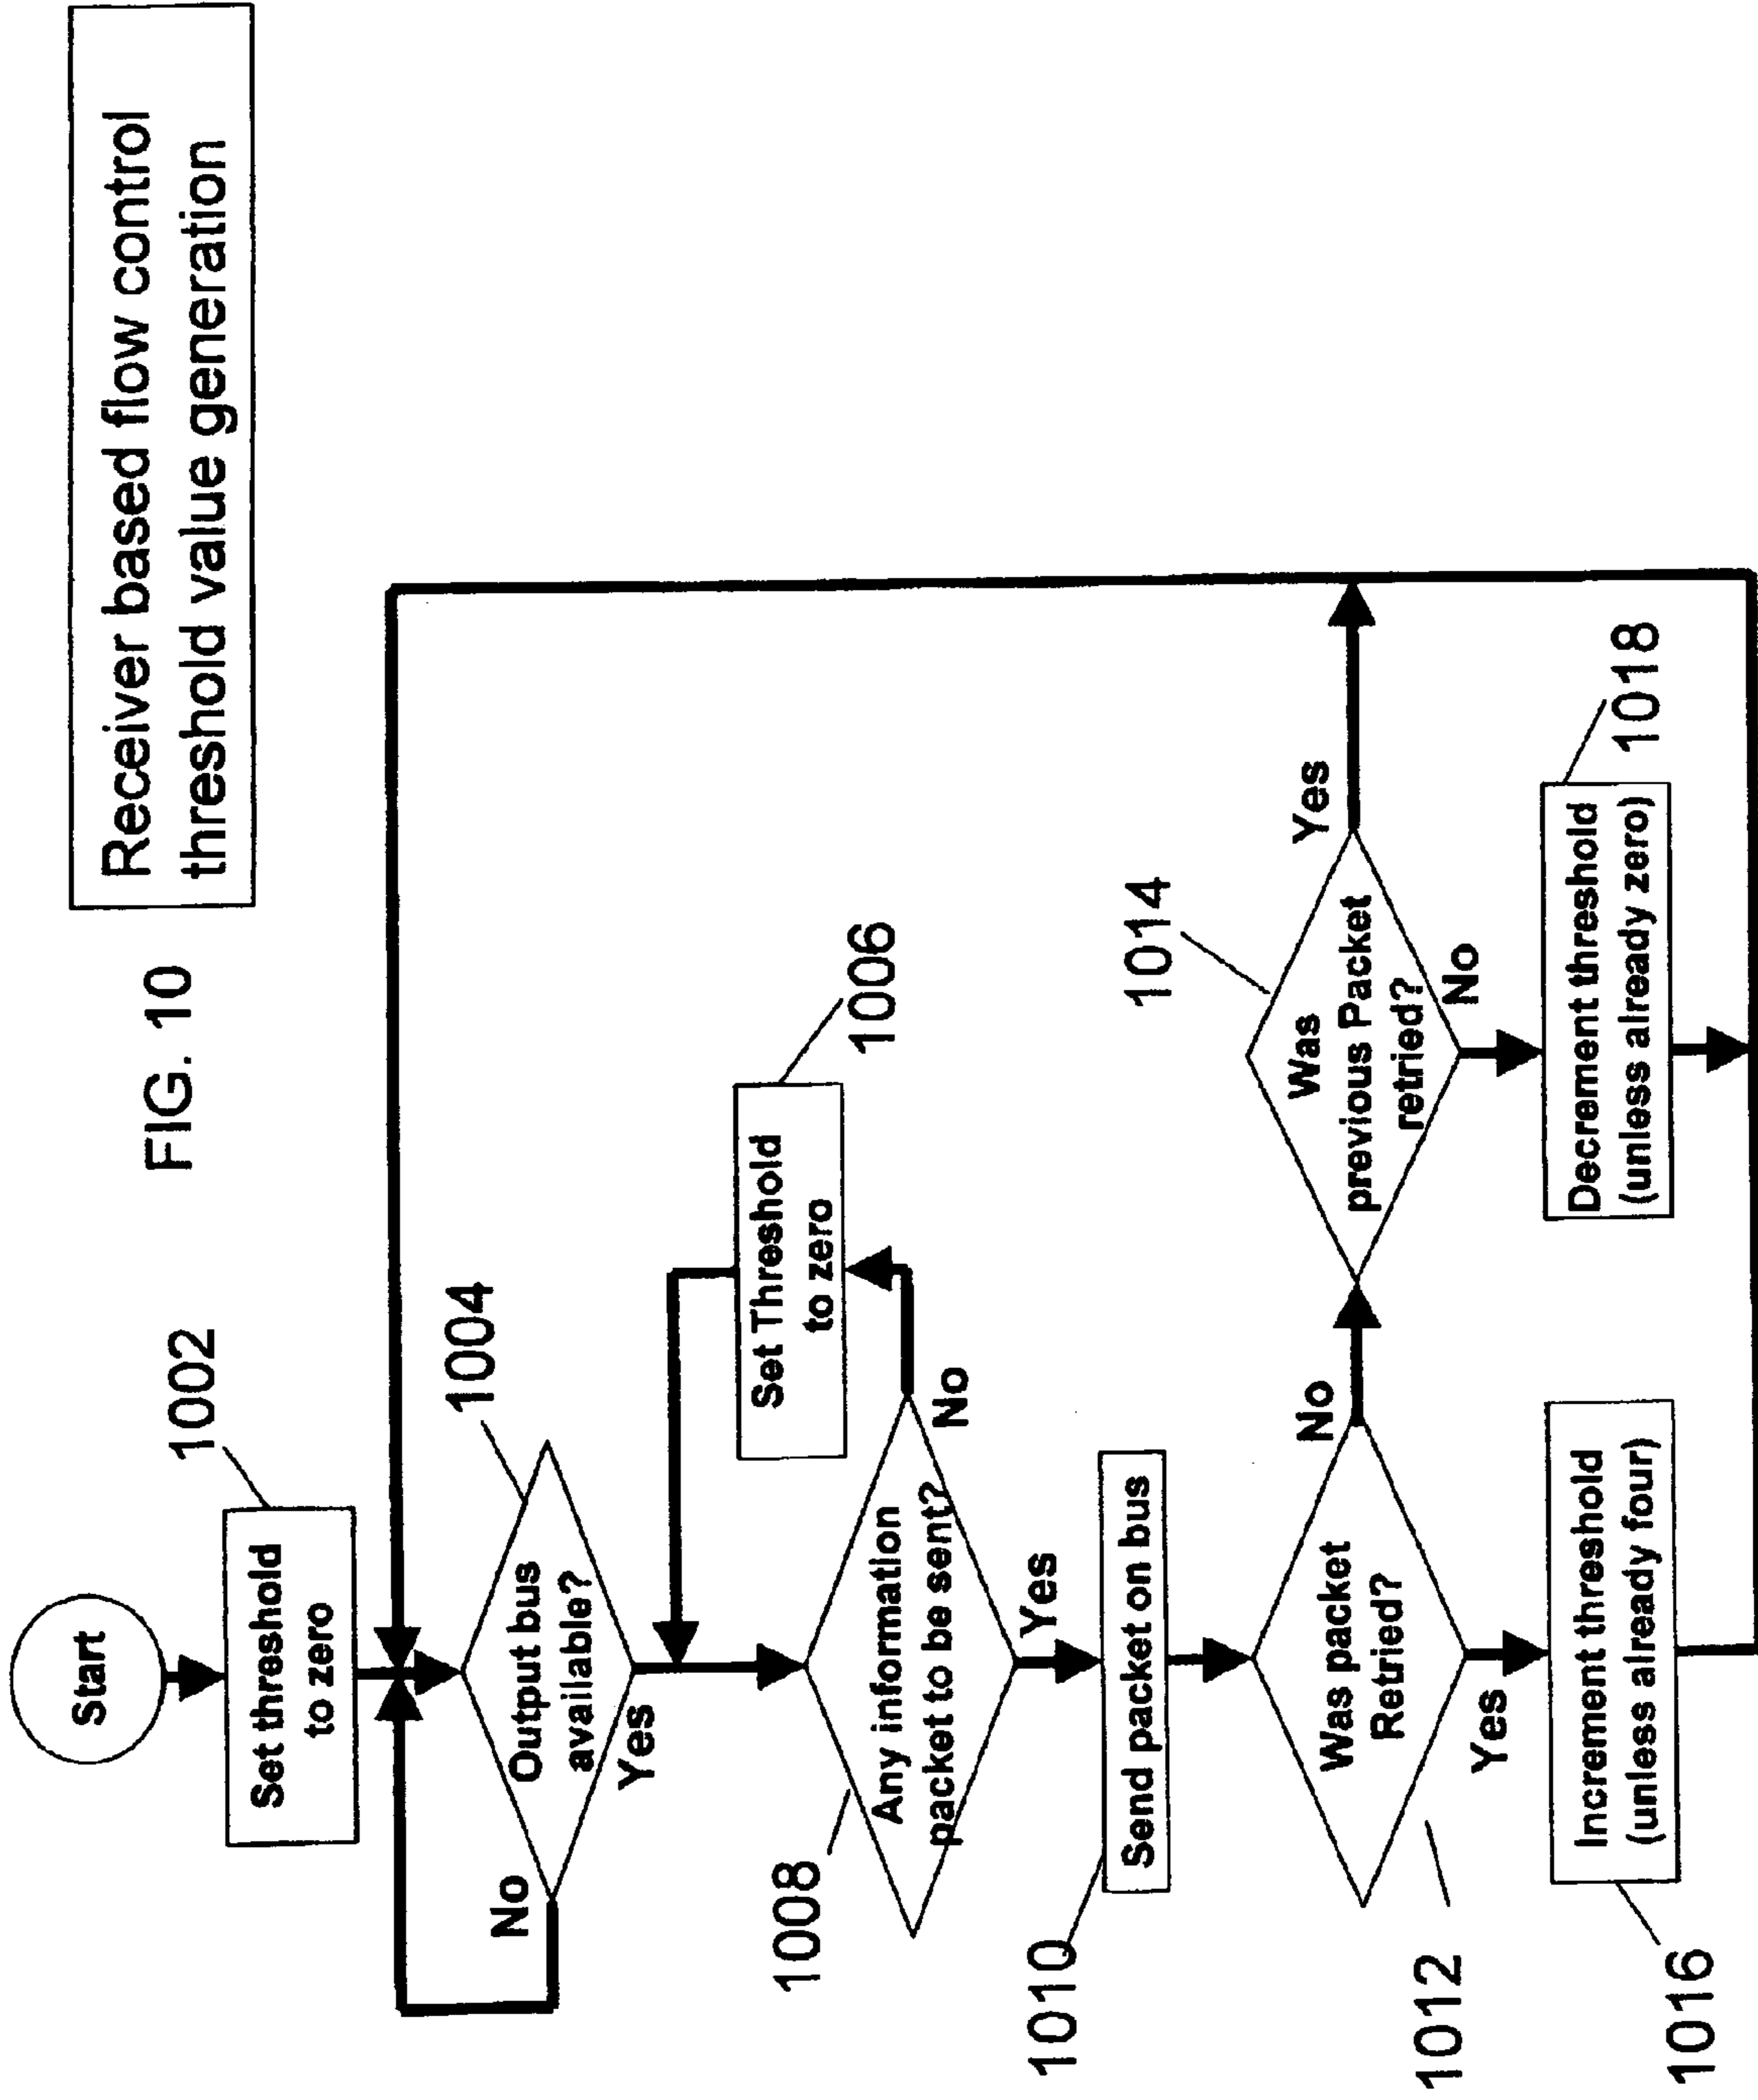 FIG. 10
Receiver based flow control
threshold value generation
Start
1002
Set threshold
to zero
1004
Output bus
available?
No
Yes
1006
Set Threshold
to zero
1008
Any information
packet to be sent?
No
Yes
1010
Send packet on bus
1012
Was packet
Retried?
No
Yes
1014
Was
previous Packet
retried?
Yes
No
1016
Increment threshold
(unless already four)
1018
Decrement threshold
(unless already zero)